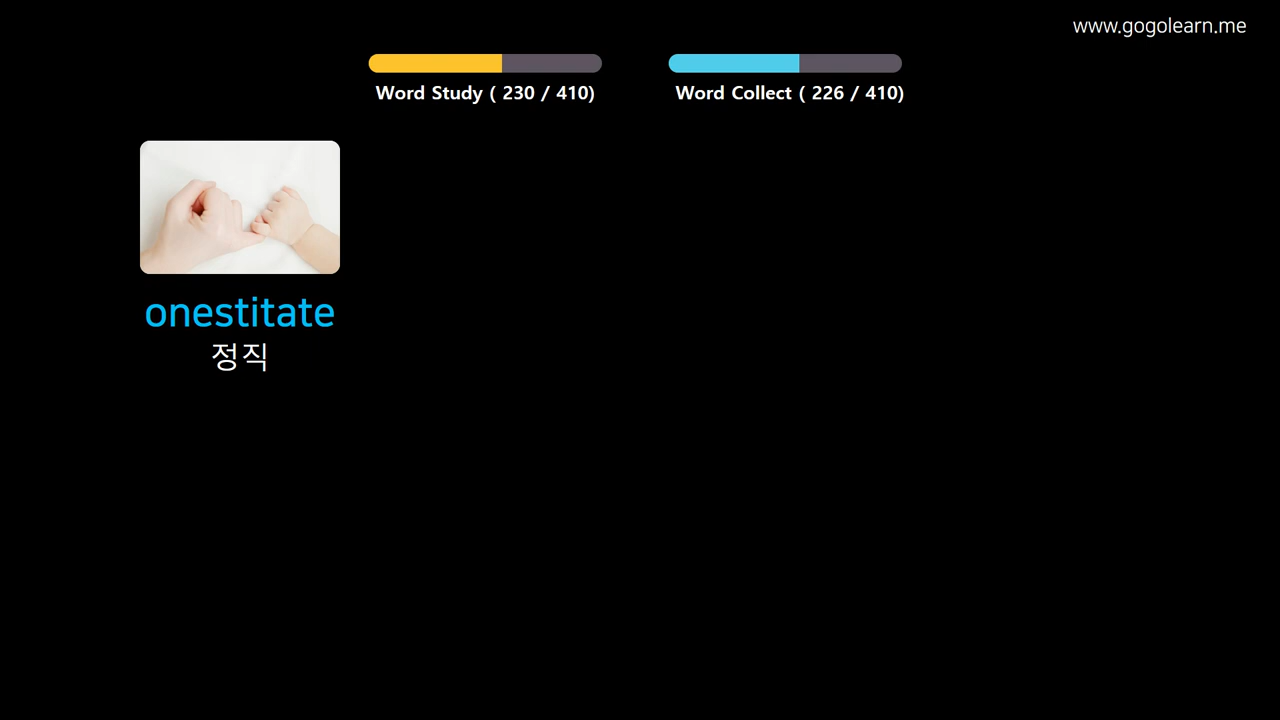 www.gogolearn.me
Word Study ( 230 / 410)
Word Collect ( 226 / 410)
onestitate
정직